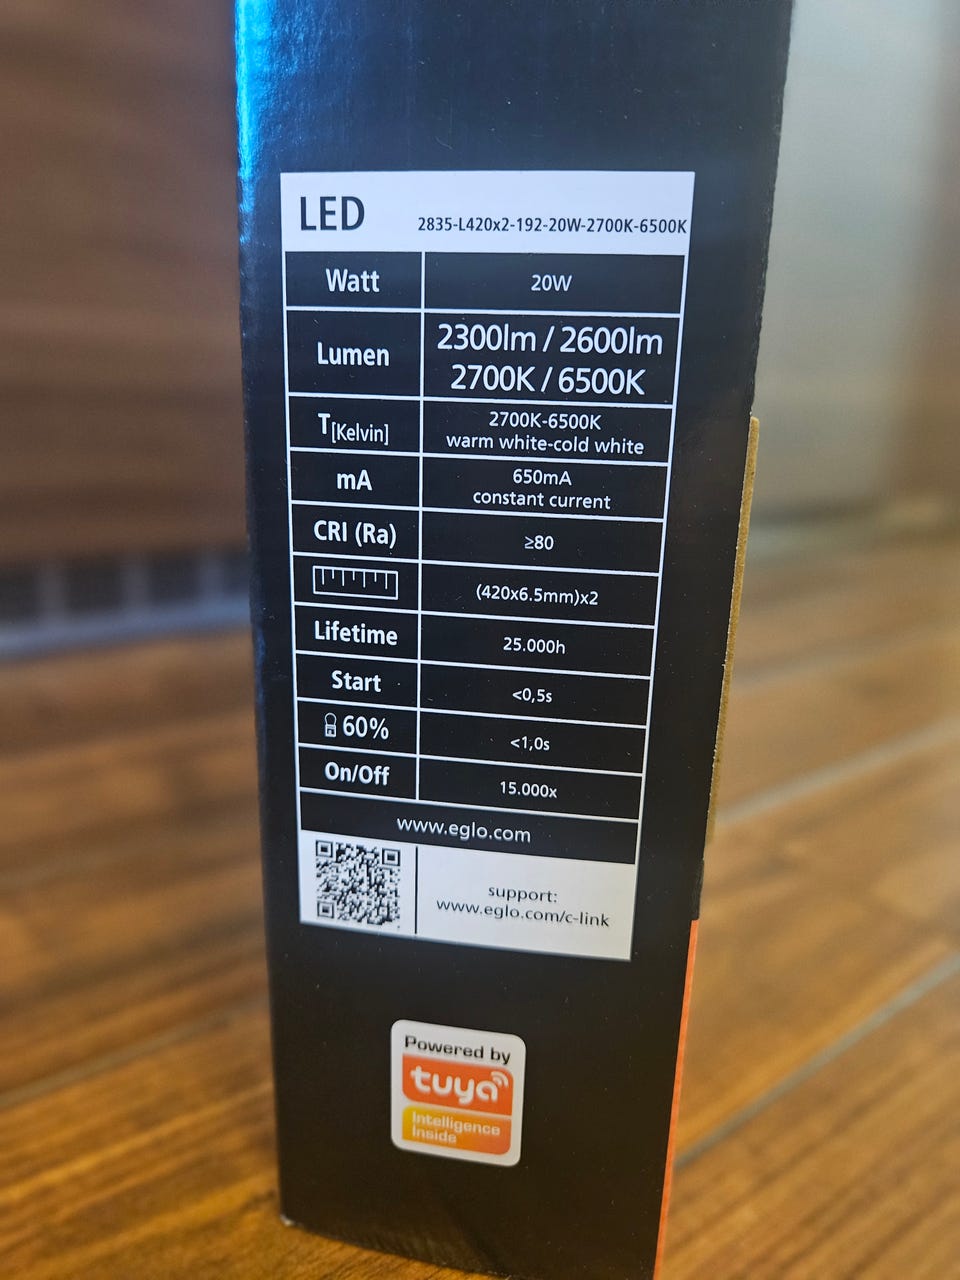 LED 2835-L420x2-192-20W-2700K-6500K
Watt 20W
Lumen 2300lm / 2600lm
2700K / 6500K
T[Kelvin] 2700K-6500K
warm white-cold white
mA 650mA
constant current
CRI (Ra) ≥80
(420x6.5mm)x2
Lifetime 25.000h
Start <0,5s
60% <1,0s
On/Off 15.000x
www.eglo.com
support:
www.eglo.com/c-link
Powered by
tuya
Intelligence
Inside